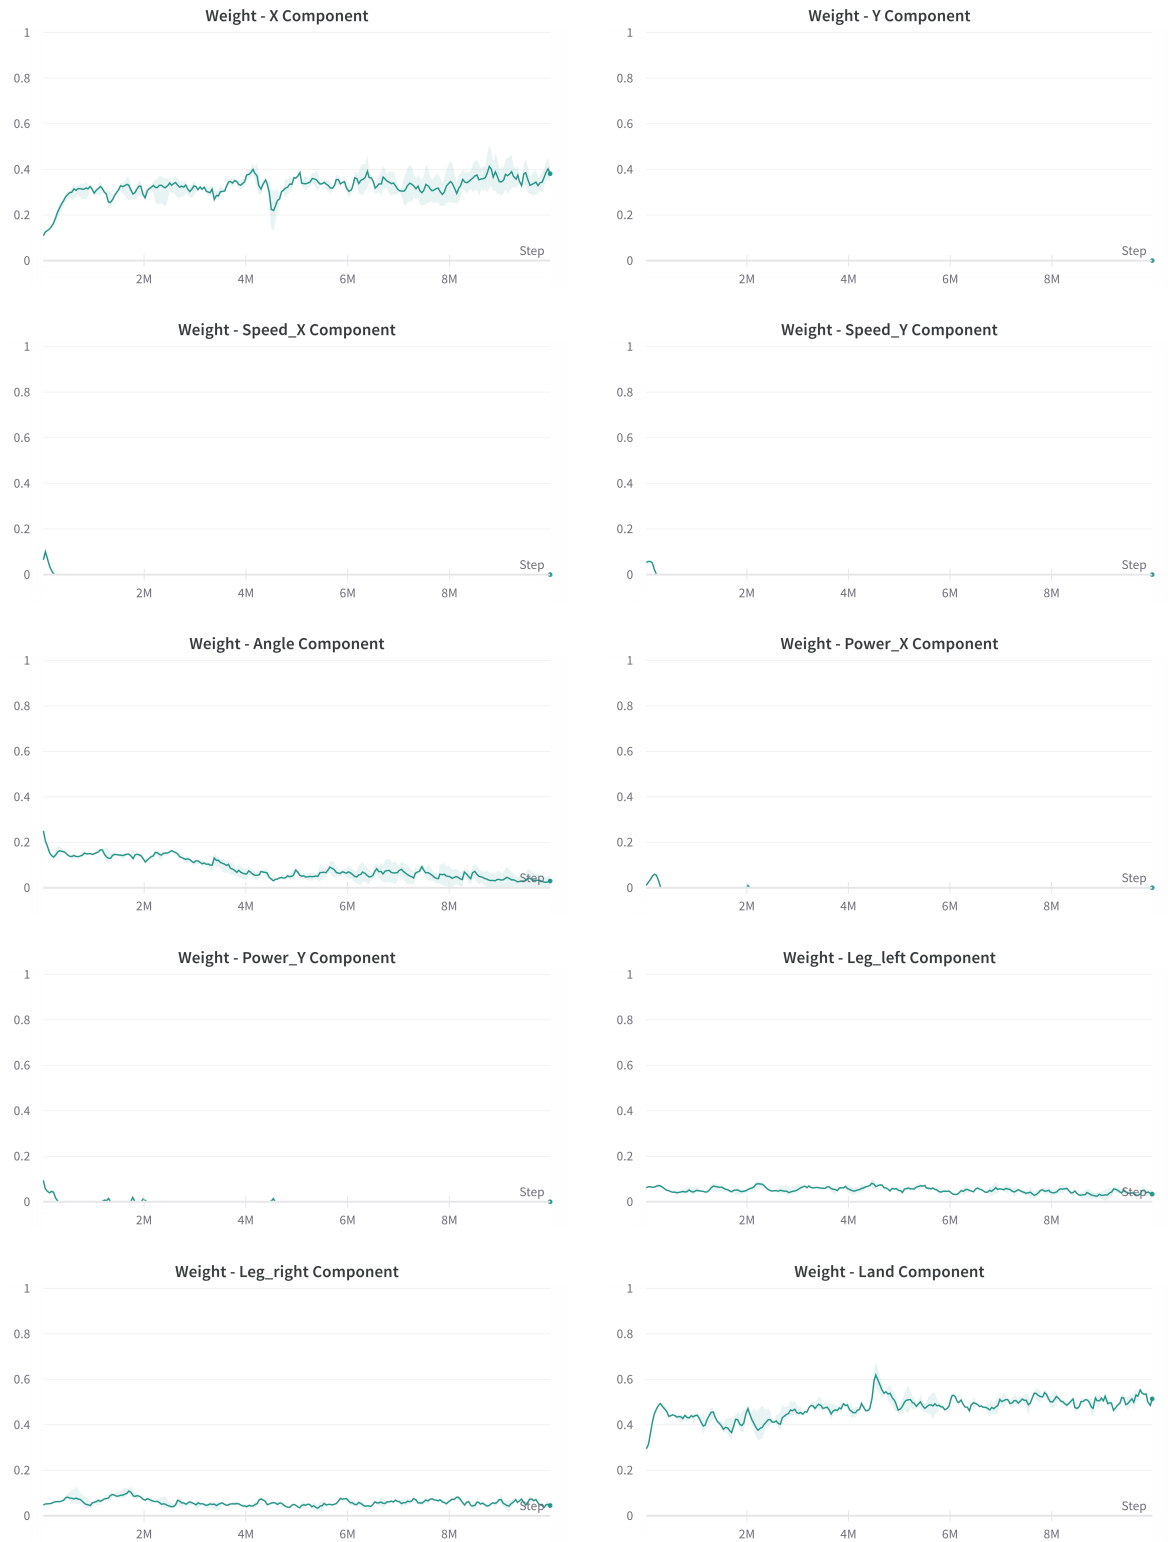 Weight - X Component
1
0.8
0.6
0.4
0.2
0
2M 4M 6M 8M
Step
Weight - Y Component
1
0.8
0.6
0.4
0.2
0
2M 4M 6M 8M
Step
Weight - Speed_X Component
1
0.8
0.6
0.4
0.2
0
2M 4M 6M 8M
Step
Weight - Speed_Y Component
1
0.8
0.6
0.4
0.2
0
2M 4M 6M 8M
Step
Weight - Angle Component
1
0.8
0.6
0.4
0.2
0
2M 4M 6M 8M
Step
Weight - Power_X Component
1
0.8
0.6
0.4
0.2
0
2M 4M 6M 8M
Step
Weight - Power_Y Component
1
0.8
0.6
0.4
0.2
0
2M 4M 6M 8M
Step
Weight - Leg_left Component
1
0.8
0.6
0.4
0.2
0
2M 4M 6M 8M
Step
Weight - Leg_right Component
1
0.8
0.6
0.4
0.2
0
2M 4M 6M 8M
Step
Weight - Land Component
1
0.8
0.6
0.4
0.2
0
2M 4M 6M 8M
Step